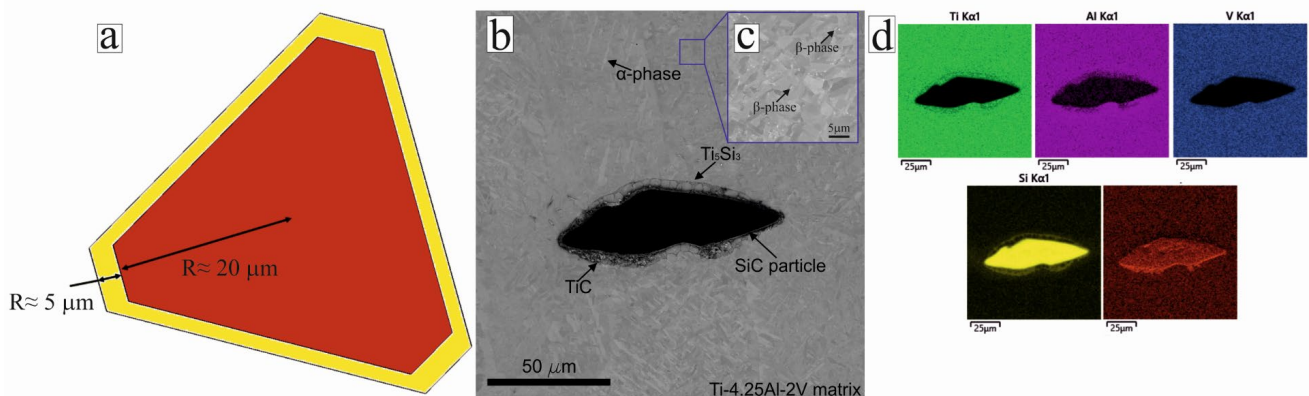 a
R≈ 20 μm
R≈ 5 μm
b
α-phase
c
β-phase
β-phase
5μm
Ti₅Si₃
SiC particle
TiC
50 μm
Ti-4.25Al-2V matrix
d
Ti Kα1
Al Kα1
V Kα1
25μm
25μm
25μm
Si Kα1
25μm
25μm